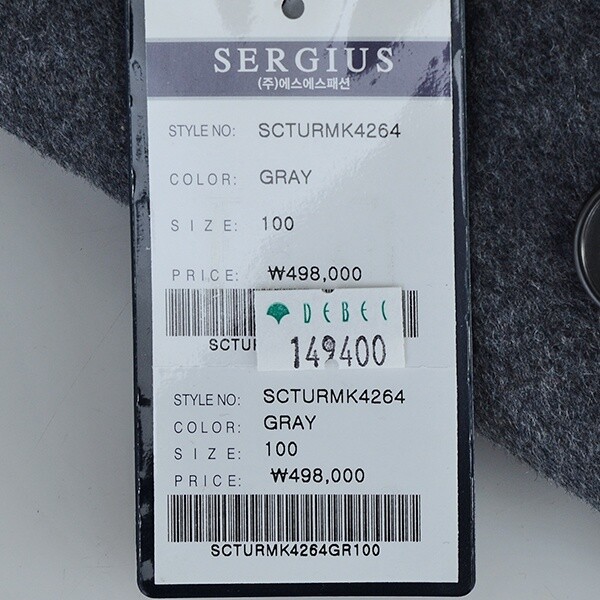 SERGIUS
(주)에스에스패션
STYLE NO: SCTURMK4264
COLOR: GRAY
SIZE: 100
PRICE: ₩498,000
DEBEC
SCTUR
149400
STYLE NO: SCTURMK4264
COLOR: GRAY
SIZE: 100
PRICE: ₩498,000
SCTURMK4264GR100